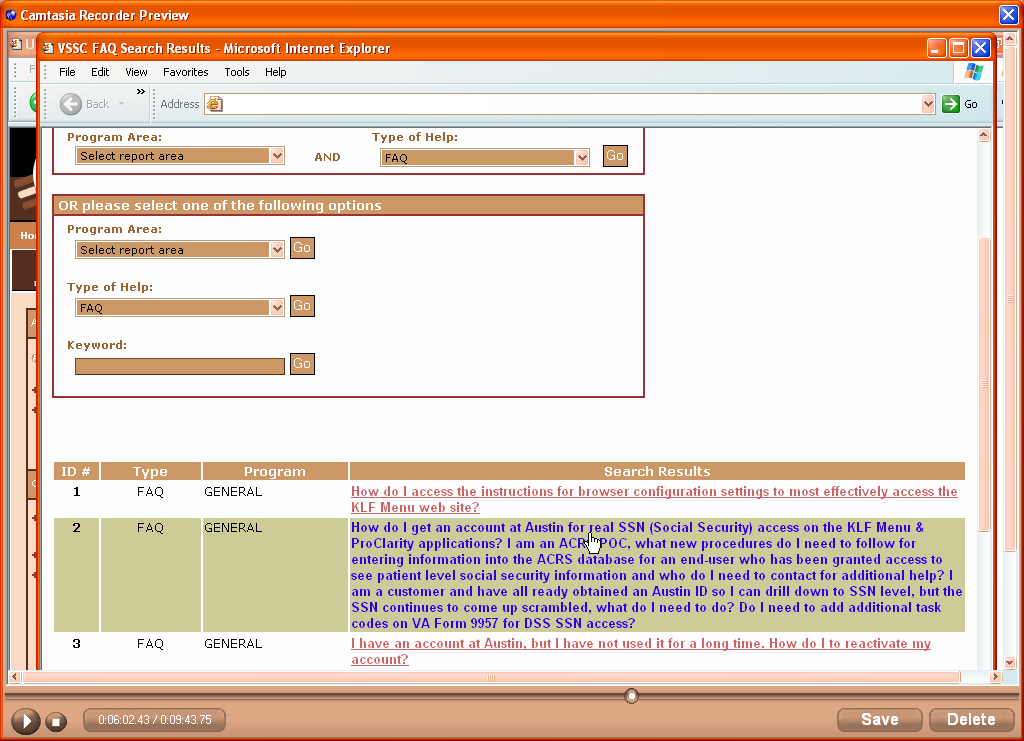 Camtasia Recorder Preview
VSSC FAQ Search Results - Microsoft Internet Explorer
File Edit View Favorites Tools Help
Back » Address Go
Program Area: Type of Help:
Select report area AND FAQ Go
OR please select one of the following options
Program Area:
Select report area Go
Type of Help:
FAQ Go
Keyword:
Go
ID # Type Program Search Results
1 FAQ GENERAL How do I access the instructions for browser configuration settings to most effectively access the
KLF Menu web site?
2 FAQ GENERAL How do I get an account at Austin for real SSN (Social Security) access on the KLF Menu &
ProClarity applications? I am an ACRS POC, what new procedures do I need to follow for
entering information into the ACRS database for an end-user who has been granted access to
see patient level social security information and who do I need to contact for additional help? I
am a customer and have all ready obtained an Austin ID so I can drill down to SSN level, but the
SSN continues to come up scrambled, what do I need to do? Do I need to add additional task
codes on VA Form 9957 for DSS SSN access?
3 FAQ GENERAL I have an account at Austin, but I have not used it for a long time. How do I to reactivate my
account?
0:06:02.43 / 0:09:43.75 Save Delete